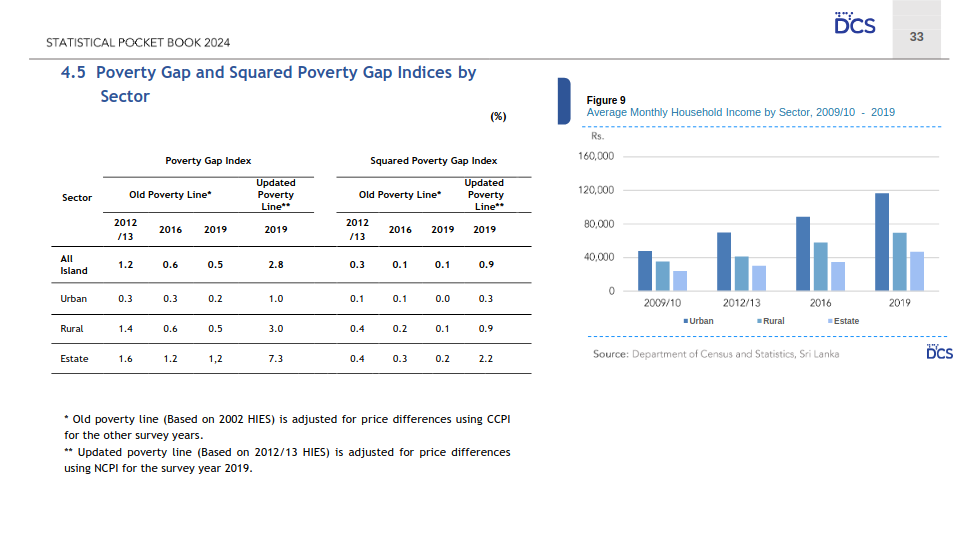 DCS
33
STATISTICAL POCKET BOOK 2024
4.5 Poverty Gap and Squared Poverty Gap Indices by
Sector
(%)
Poverty Gap Index Squared Poverty Gap Index
Sector Old Poverty Line* Updated Poverty Line** Old Poverty Line* Updated Poverty Line**
2012 /13 2016 2019 2019 2012 /13 2016 2019 2019
All Island 1.2 0.6 0.5 2.8 0.3 0.1 0.1 0.9
Urban 0.3 0.3 0.2 1.0 0.1 0.1 0.0 0.3
Rural 1.4 0.6 0.5 3.0 0.4 0.2 0.1 0.9
Estate 1.6 1.2 1,2 7.3 0.4 0.3 0.2 2.2
* Old poverty line (Based on 2002 HIES) is adjusted for price differences using CCPI
for the other survey years.
** Updated poverty line (Based on 2012/13 HIES) is adjusted for price differences
using NCPI for the survey year 2019.
Figure 9
Average Monthly Household Income by Sector, 2009/10 - 2019
Rs.
160,000
120,000
80,000
40,000
0
2009/10 2012/13 2016 2019
Urban Rural Estate
Source: Department of Census and Statistics, Sri Lanka
DCS